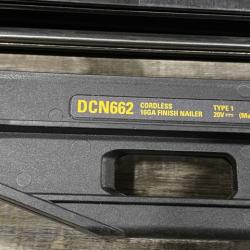 DCN662 CORDLESS TYPE 1
16GA FINISH NAILER 20V